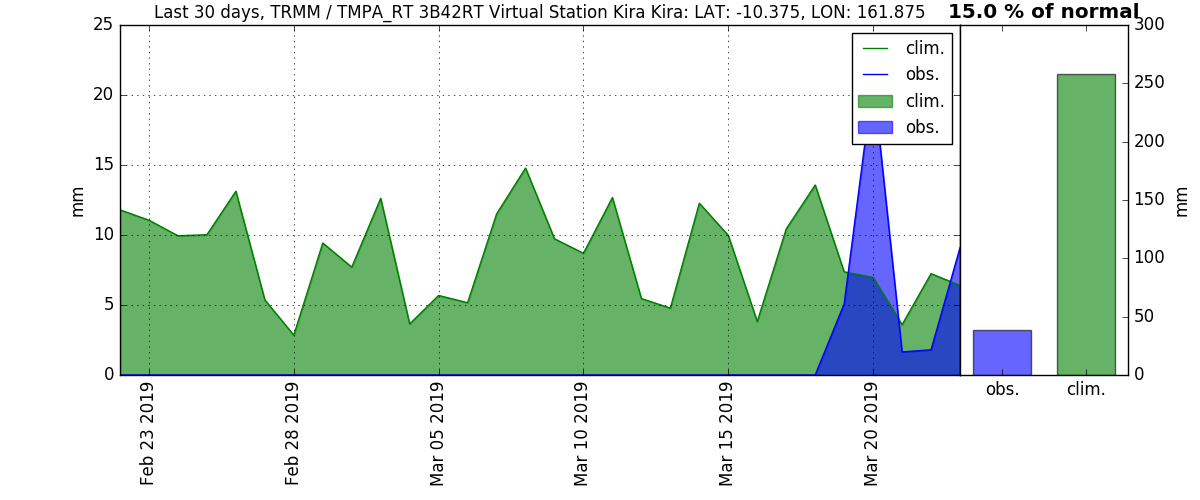 Last 30 days, TRMM / TMPA_RT 3B42RT Virtual Station Kira Kira: LAT: -10.375, LON: 161.875
15.0 % of normal
25
20
15
10
5
0
mm
clim.
obs.
clim.
obs.
300
250
200
150
100
50
0
mm
obs.
clim.
Feb 23 2019
Feb 28 2019
Mar 05 2019
Mar 10 2019
Mar 15 2019
Mar 20 2019